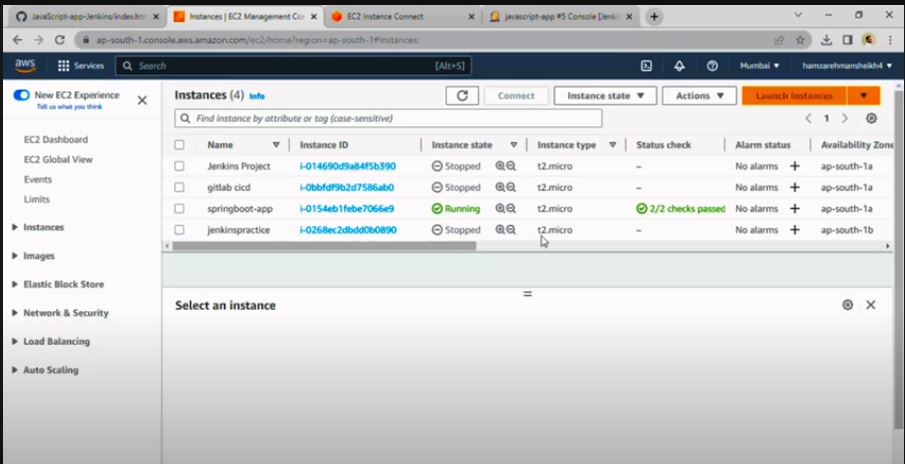 JavaScript-app-Jenkins/index.htm
Instances | EC2 Management Con
EC2 Instance Connect
javascript-app #5 Console [Jenki
ap-south-1.console.aws.amazon.com/ec2/home?region=ap-south-1#Instances:
aws Services Search [Alt+S] Mumbai hamzarehmansheikh4
New EC2 Experience
Tell us what you think
EC2 Dashboard
EC2 Global View
Events
Limits
Instances
Images
Elastic Block Store
Network & Security
Load Balancing
Auto Scaling
Instances (4) Info Connect Instance state Actions Launch instances
Find instance by attribute or tag (case-sensitive) 1
Name Instance ID Instance state Instance type Status check Alarm status Availability Zone
Jenkins Project i-014690d9a84f5b390 Stopped t2.micro – No alarms + ap-south-1a
gitlab cicd i-0bbfdf9b2d7586ab0 Stopped t2.micro – No alarms + ap-south-1a
springboot-app i-0154eb1febe7066e9 Running t2.micro 2/2 checks passed No alarms + ap-south-1a
jenkinspractice i-0268ec2dbdd0b0890 Stopped t2.micro – No alarms + ap-south-1b
Select an instance